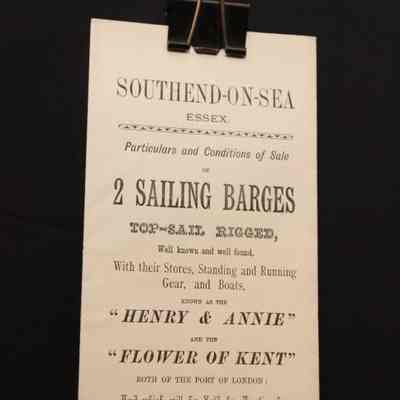 SOUTHEND-ON-SEA
ESSEX.
Particulars and Conditions of Sale
OF
2 SAILING BARGES
TOP-SAIL RIGGED,
Well known and well found,
With their Stores, Standing and Running
Gear, and Boats,
KNOWN AS THE
"HENRY & ANNIE"
AND THE
"FLOWER OF KENT"
BOTH OF THE PORT OF LONDON;